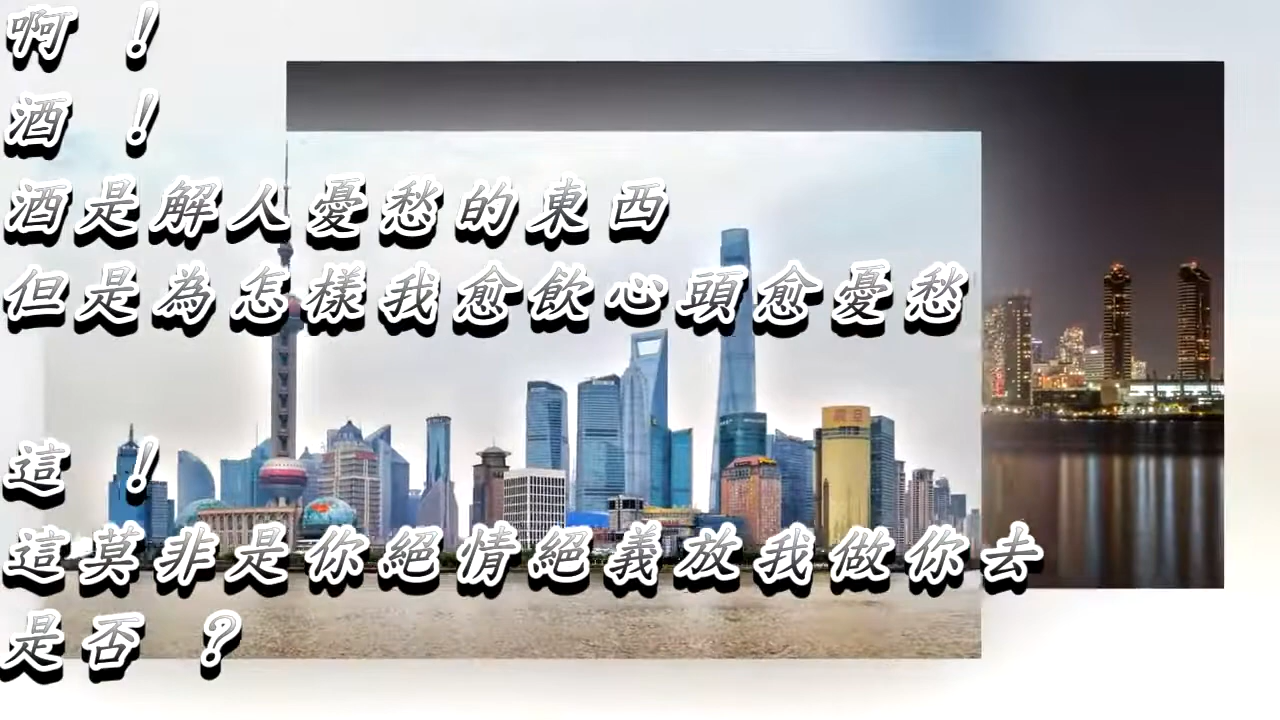 啊 !
酒 !
酒是解人憂愁的東西
但是為怎樣我愈飲心頭愈憂愁
這 !
這莫非是你絕情絕義放我做你去
是否 ?